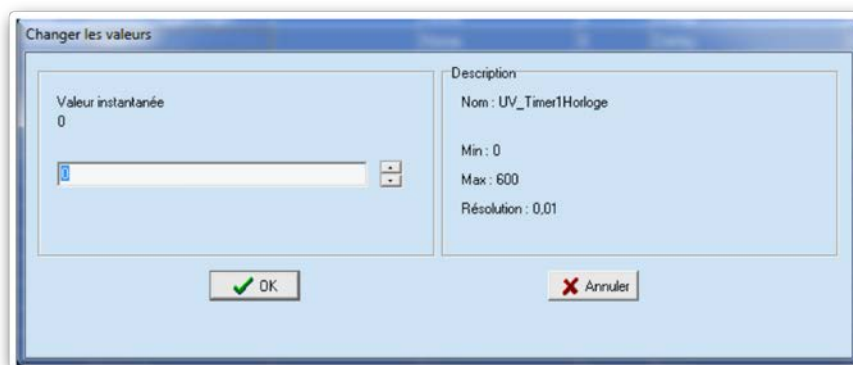 Changer les valeurs
Valeur instantanée
0
0
Description
Nom : UV_Timer1Horloge
Min : 0
Max : 600
Résolution : 0,01
OK
Annuler